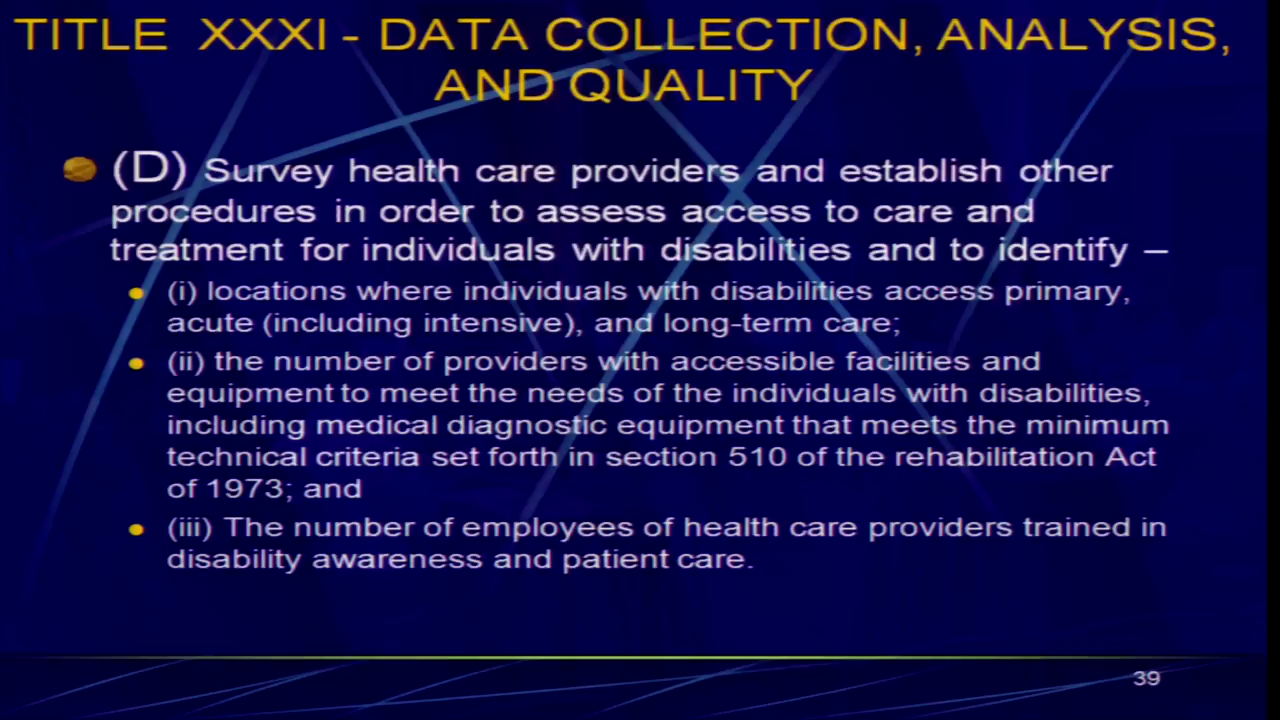 TITLE XXXI - DATA COLLECTION, ANALYSIS,
AND QUALITY
(D) Survey health care providers and establish other
procedures in order to assess access to care and
treatment for individuals with disabilities and to identify –
(i) locations where individuals with disabilities access primary,
acute (including intensive), and long-term care;
(ii) the number of providers with accessible facilities and
equipment to meet the needs of the individuals with disabilities,
including medical diagnostic equipment that meets the minimum
technical criteria set forth in section 510 of the rehabilitation Act
of 1973; and
(iii) The number of employees of health care providers trained in
disability awareness and patient care.
39